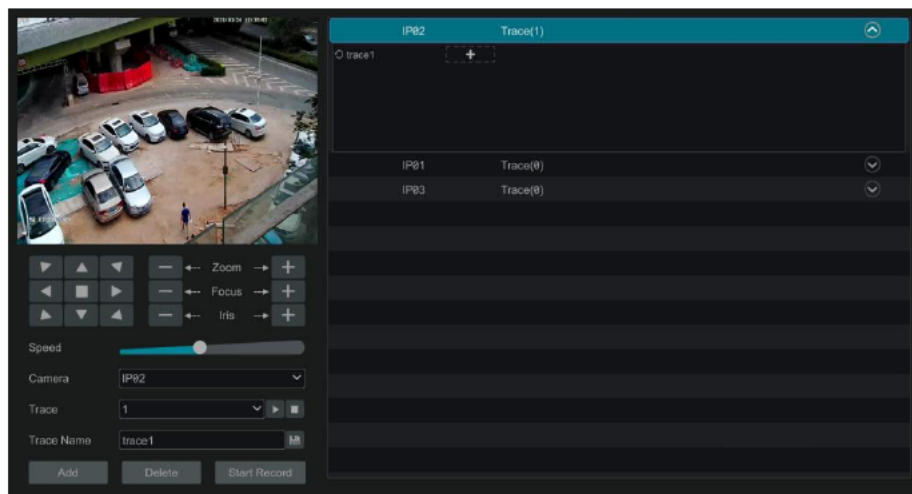 IP02 Trace(1)
trace1
IP01 Trace(0)
IP03 Trace(0)
Zoom
Focus
Iris
Speed
Camera IP02
Trace 1
Trace Name trace1
Add Delete Start Record